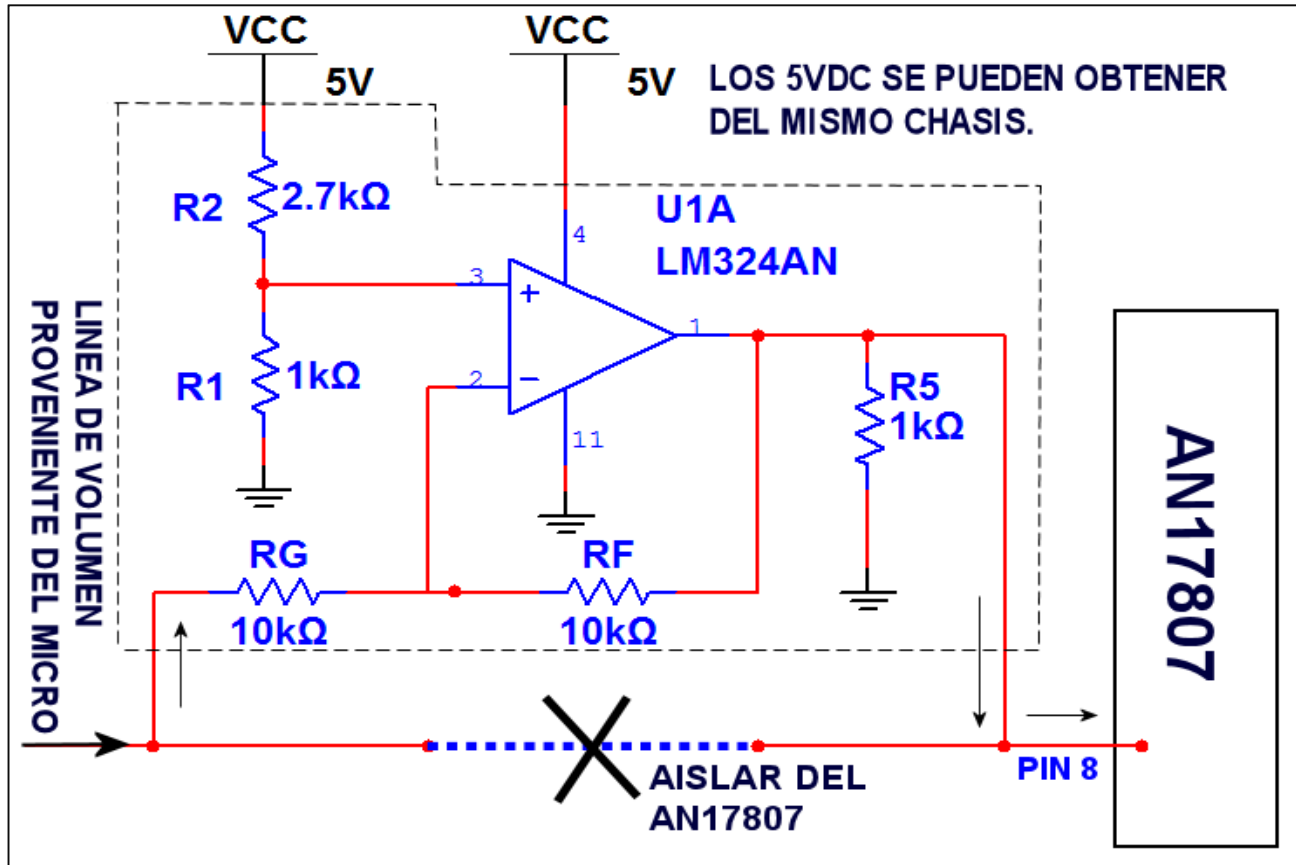 VCC
5V
VCC
5V
LOS 5VDC SE PUEDEN OBTENER
DEL MISMO CHASIS.
R2
2.7kΩ
U1A
LM324AN
4
3
+
1
R1
1kΩ
2
−
11
R5
1kΩ
RG
10kΩ
RF
10kΩ
LINEA DE VOLUMEN
PROVENIENTE DEL MICRO
AISLAR DEL
AN17807
PIN 8
AN17807